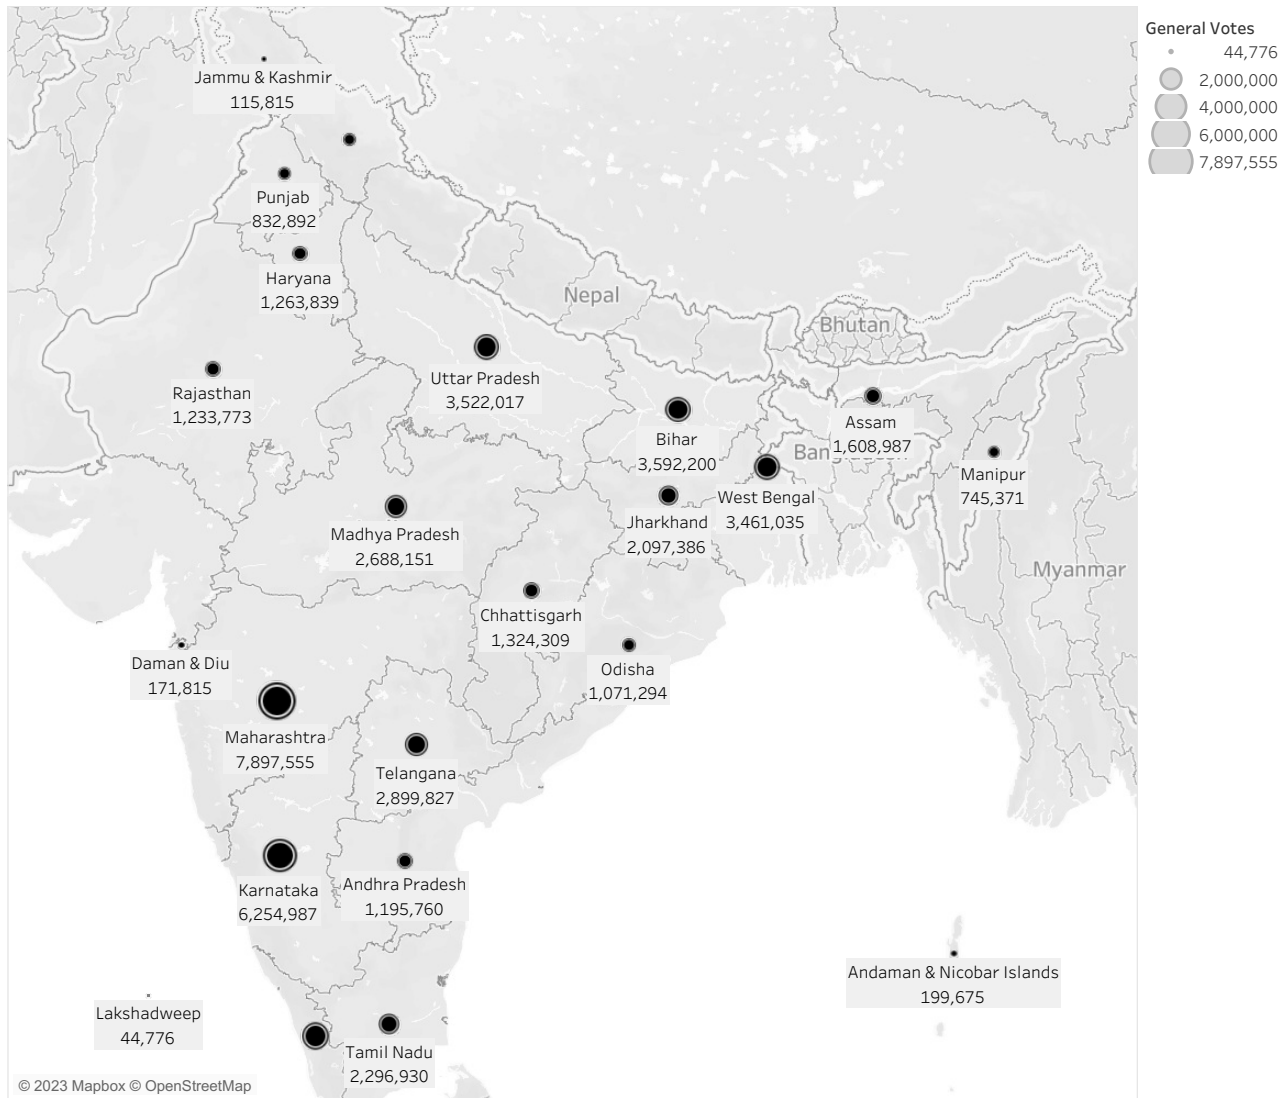 General Votes
44,776
2,000,000
4,000,000
6,000,000
7,897,555
Jammu & Kashmir
115,815
Punjab
832,892
Haryana
1,263,839
Nepal
Bhutan
Uttar Pradesh
3,522,017
Rajasthan
1,233,773
Assam
1,608,987
Bihar
3,592,200
Manipur
745,371
West Bengal
3,461,035
Jharkhand
2,097,386
Madhya Pradesh
2,688,151
Myanmar
Chhattisgarh
1,324,309
Daman & Diu
171,815
Odisha
1,071,294
Maharashtra
7,897,555
Telangana
2,899,827
Karnataka
6,254,987
Andhra Pradesh
1,195,760
Andaman & Nicobar Islands
199,675
Lakshadweep
44,776
Tamil Nadu
2,296,930
© 2023 Mapbox © OpenStreetMap